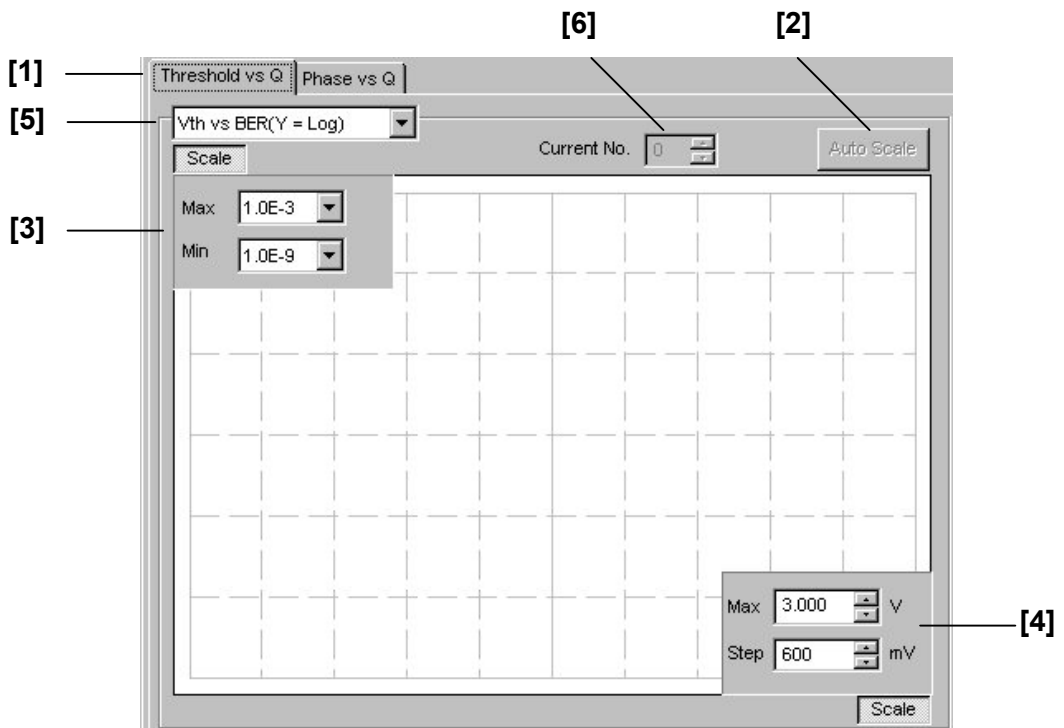 [6] [2]
[1] Threshold vs Q Phase vs Q
[5] Vth vs BER(Y = Log)
Current No. 0 Auto Scale
Scale
[3] Max 1.0E-3
Min 1.0E-9
Max 3.000 V
[4]
Step 600 mV
Scale